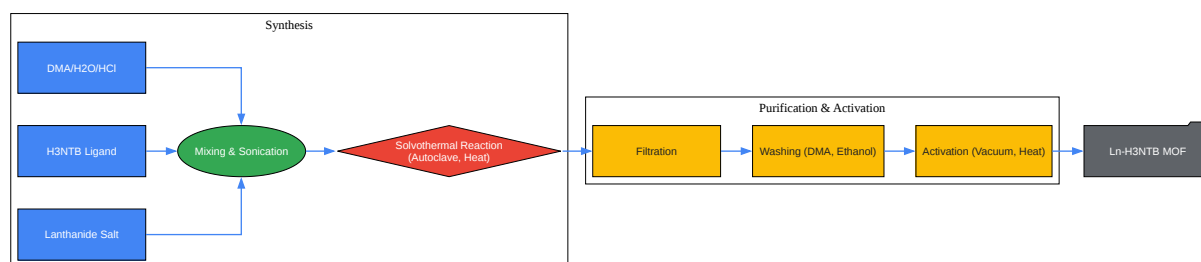 Synthesis
DMA/H2O/HCl
H3NTB Ligand
Lanthanide Salt
Mixing & Sonication
Solvothermal Reaction
(Autoclave, Heat)
Purification & Activation
Filtration
Washing (DMA, Ethanol)
Activation (Vacuum, Heat)
Ln-H3NTB MOF